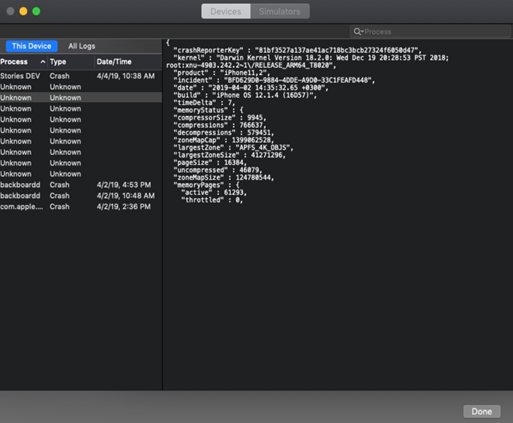 Devices Simulators
Process
This Device All Logs
Process Type Date/Time
Stories DEV Crash 4/4/19, 10:38 AM
Unknown Unknown
Unknown Unknown
Unknown Unknown
Unknown Unknown
Unknown Unknown
Unknown Unknown
Unknown Unknown
Unknown Unknown
Unknown Unknown
backboardd Crash 4/2/19, 4:53 PM
backboardd Crash 4/2/19, 10:48 AM
com.apple.... Crash 4/2/19, 2:36 PM
{
"crashReporterKey" : "81bf3527a137ae41ac718bc3bcb27324f6050d47",
"kernel" : "Darwin Kernel Version 18.2.0: Wed Dec 19 20:28:53 PST 2018;
root:xnu-4903.242.2~1\/RELEASE_ARM64_T8020",
"product" : "iPhone11,2",
"incident" : "BFD629D0-9884-4DDE-A9D0-33C1FEAFD448",
"date" : "2019-04-02 14:35:32.65 +0300",
"build" : "iPhone OS 12.1.4 (16D57)",
"timeDelta" : 7,
"memoryStatus" : {
"compressorSize" : 9945,
"compressions" : 766637,
"decompressions" : 579451,
"zoneMapCap" : 1399062528,
"largestZone" : "APFS_4K_OBJS",
"largestZoneSize" : 41271296,
"pageSize" : 16384,
"uncompressed" : 46079,
"zoneMapSize" : 124780544,
"memoryPages" : {
"active" : 61293,
"throttled" : 0,
Done